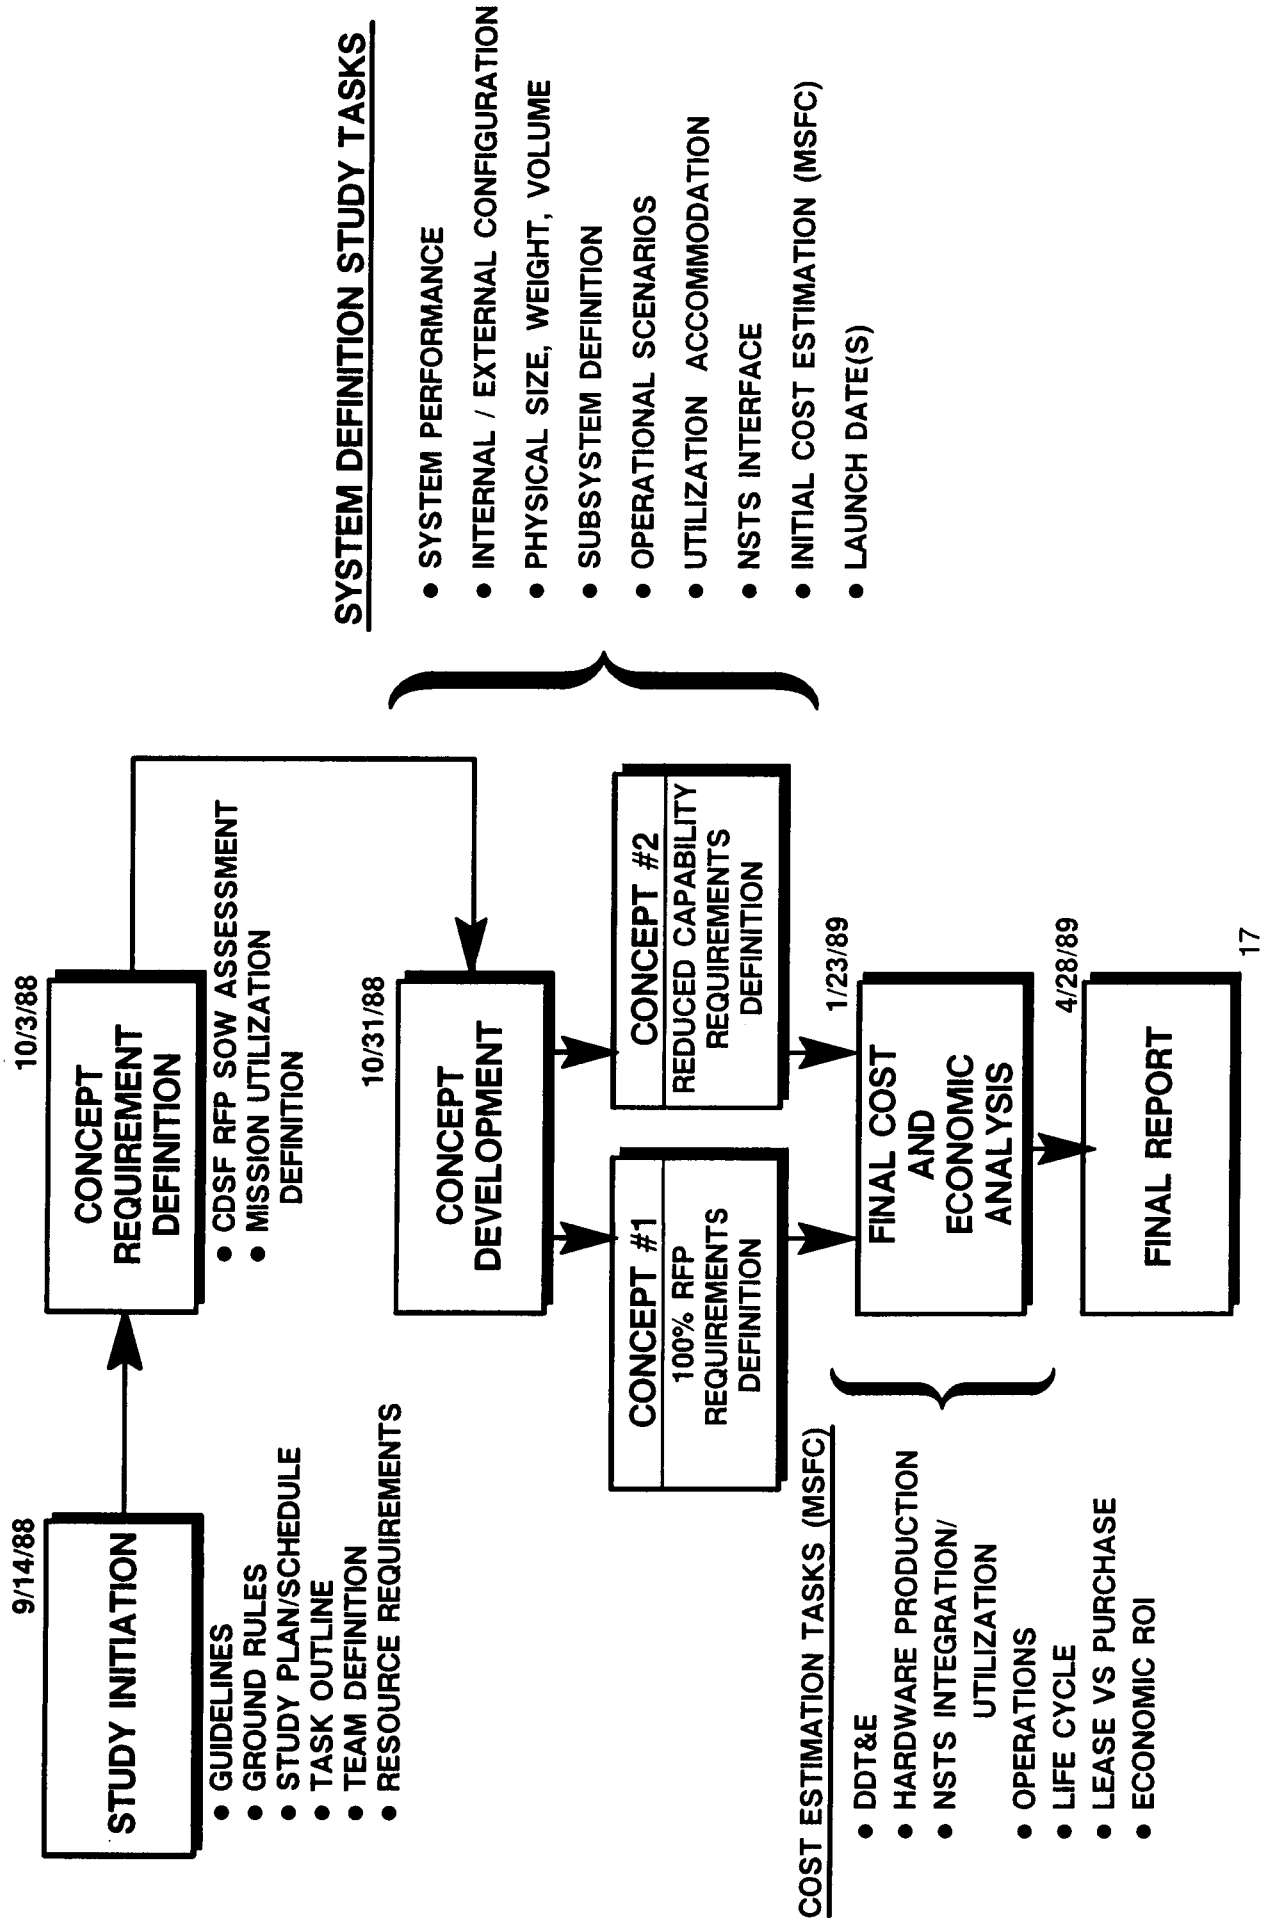 9/14/88
STUDY INITIATION
● GUIDELINES
● GROUND RULES
● STUDY PLAN/SCHEDULE
● TASK OUTLINE
● TEAM DEFINITION
● RESOURCE REQUIREMENTS
10/3/88
CONCEPT
REQUIREMENT
DEFINITION
● CDSF RFP SOW ASSESSMENT
● MISSION UTILIZATION
DEFINITION
10/31/88
CONCEPT
DEVELOPMENT
CONCEPT #1
100% RFP
REQUIREMENTS
DEFINITION
CONCEPT #2
REDUCED CAPABILITY
REQUIREMENTS
DEFINITION
SYSTEM DEFINITION STUDY TASKS
● SYSTEM PERFORMANCE
● INTERNAL / EXTERNAL CONFIGURATION
● PHYSICAL SIZE, WEIGHT, VOLUME
● SUBSYSTEM DEFINITION
● OPERATIONAL SCENARIOS
● UTILIZATION ACCOMMODATION
● NSTS INTERFACE
● INITIAL COST ESTIMATION (MSFC)
● LAUNCH DATE(S)
COST ESTIMATION TASKS (MSFC)
● DDT&E
● HARDWARE PRODUCTION
● NSTS INTEGRATION/
UTILIZATION
● OPERATIONS
● LIFE CYCLE
● LEASE VS PURCHASE
● ECONOMIC ROI
1/23/89
FINAL COST
AND
ECONOMIC
ANALYSIS
4/28/89
FINAL REPORT
17